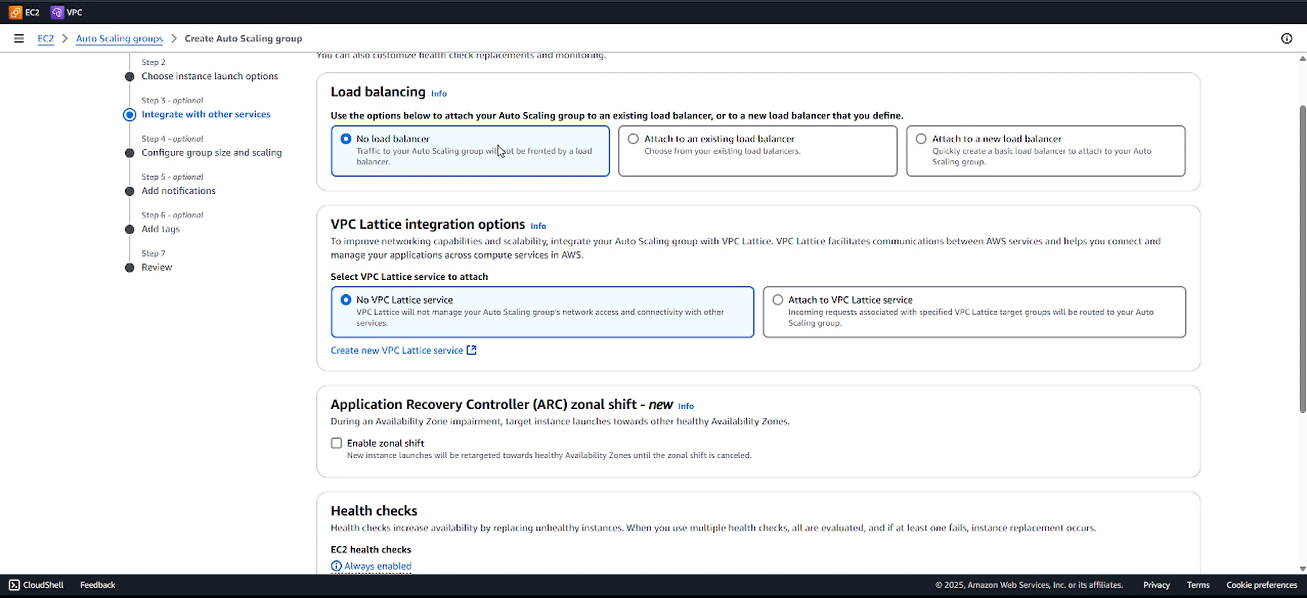 EC2 VPC
EC2 > Auto Scaling groups > Create Auto Scaling group
Step 2
Choose instance launch options
Step 3 - optional
Integrate with other services
Step 4 - optional
Configure group size and scaling
Step 5 - optional
Add notifications
Step 6 - optional
Add tags
Step 7
Review
You can also customize health check replacements and monitoring.
Load balancing Info
Use the options below to attach your Auto Scaling group to an existing load balancer, or to a new load balancer that you define.
No load balancer
Traffic to your Auto Scaling group will not be fronted by a load
balancer.
Attach to an existing load balancer
Choose from your existing load balancers.
Attach to a new load balancer
Quickly create a basic load balancer to attach to your Auto
Scaling group.
VPC Lattice integration options Info
To improve networking capabilities and scalability, integrate your Auto Scaling group with VPC Lattice. VPC Lattice facilitates communications between AWS services and helps you connect and
manage your applications across compute services in AWS.
Select VPC Lattice service to attach
No VPC Lattice service
VPC Lattice will not manage your Auto Scaling group's network access and connectivity with other
services.
Attach to VPC Lattice service
Incoming requests associated with specified VPC Lattice target groups will be routed to your Auto
Scaling group.
Create new VPC Lattice service
Application Recovery Controller (ARC) zonal shift - new Info
During an Availability Zone impairment, target instance launches towards other healthy Availability Zones.
Enable zonal shift
New instance launches will be retargeted towards healthy Availability Zones until the zonal shift is canceled.
Health checks
Health checks increase availability by replacing unhealthy instances. When you use multiple health checks, all are evaluated, and if at least one fails, instance replacement occurs.
EC2 health checks
Always enabled
CloudShell Feedback © 2025, Amazon Web Services, Inc. or its affiliates. Privacy Terms Cookie preferences